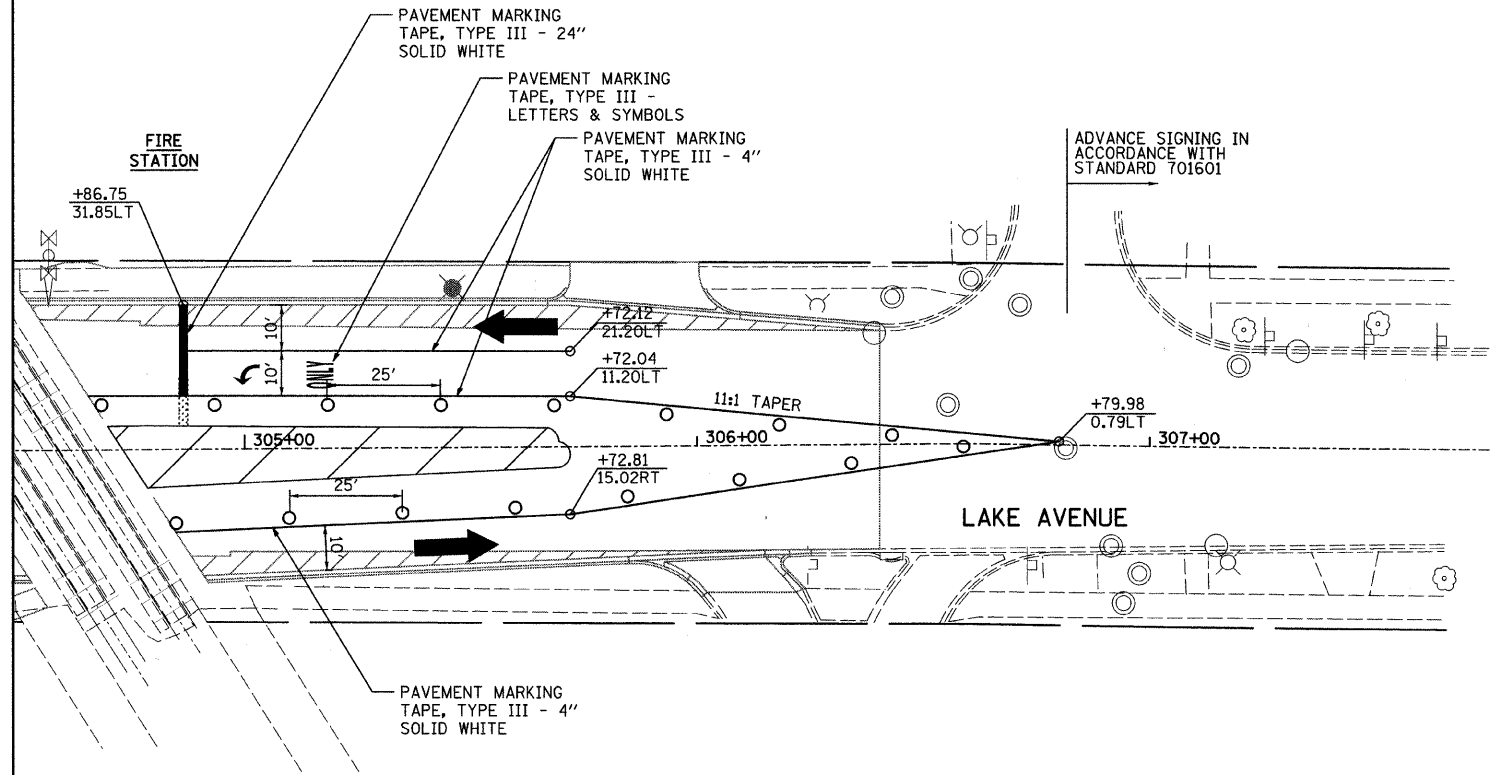 PAVEMENT MARKING
TAPE, TYPE III - 24"
SOLID WHITE
PAVEMENT MARKING
TAPE, TYPE III -
LETTERS & SYMBOLS
PAVEMENT MARKING
TAPE, TYPE III - 4"
SOLID WHITE
FIRE
STATION
ADVANCE SIGNING IN
ACCORDANCE WITH
STANDARD 701601
+86.75
31.85LT
10'
10'
+72.12
21.20LT
+72.04
11.20LT
ONLY
25'
11:1 TAPER
+79.98
0.79LT
305+00
306+00
307+00
+72.81
15.02RT
25'
10'
LAKE AVENUE
PAVEMENT MARKING
TAPE, TYPE III - 4"
SOLID WHITE